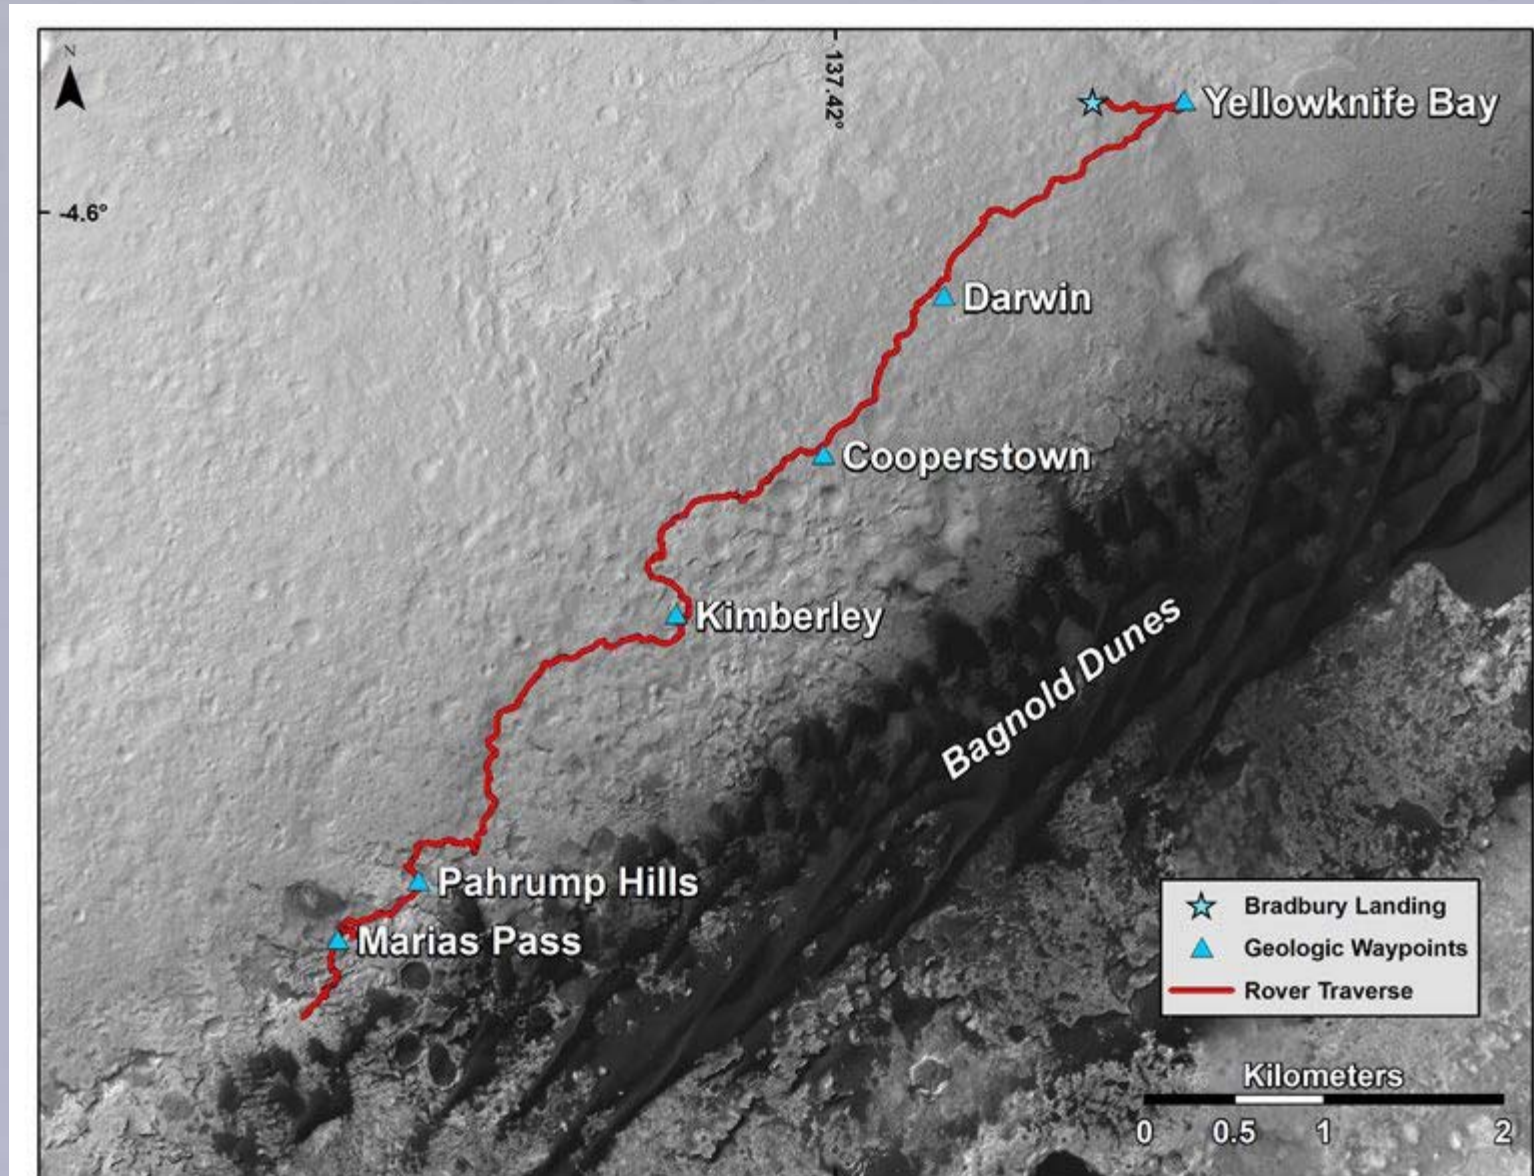 N
137.42°
Yellowknife Bay
-4.6°
Darwin
Cooperstown
Kimberley
Bagnold Dunes
Pahrump Hills
Marias Pass
Bradbury Landing
Geologic Waypoints
Rover Traverse
Kilometers
0 0.5 1 2